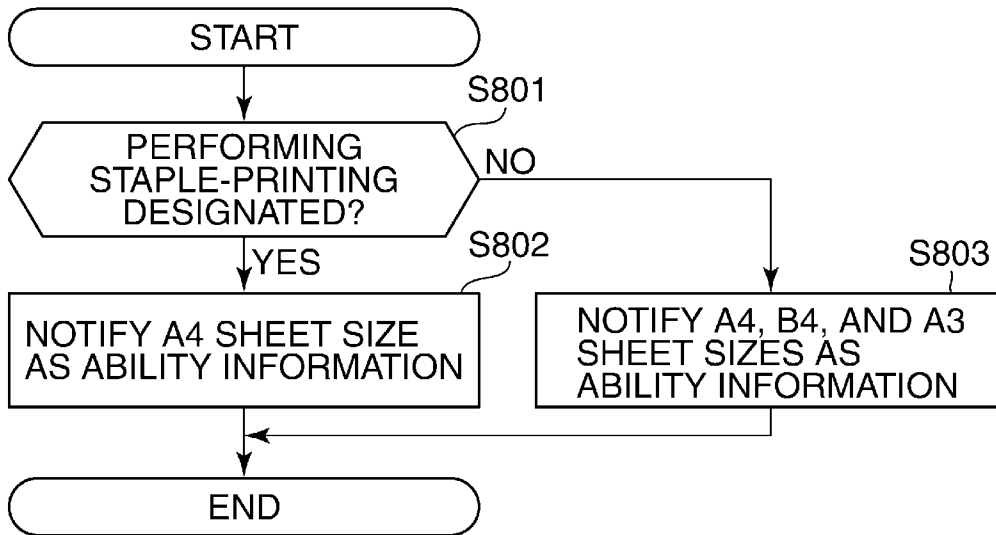 START
S801
PERFORMING
STAPLE-PRINTING
DESIGNATED?
NO
YES
S802
NOTIFY A4 SHEET SIZE
AS ABILITY INFORMATION
S803
NOTIFY A4, B4, AND A3
SHEET SIZES AS
ABILITY INFORMATION
END